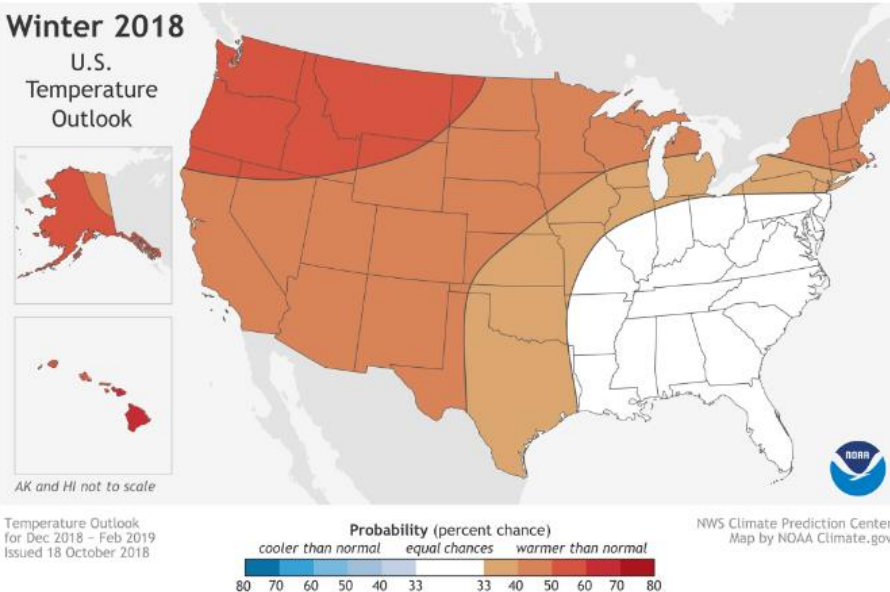 Winter 2018
U.S.
Temperature
Outlook
AK and HI not to scale
NOAA
Temperature Outlook
for Dec 2018 – Feb 2019
Issued 18 October 2018
Probability (percent chance)
cooler than normal equal chances warmer than normal
80 70 60 50 40 33 33 40 50 60 70 80
NWS Climate Prediction Center
Map by NOAA Climate.gov